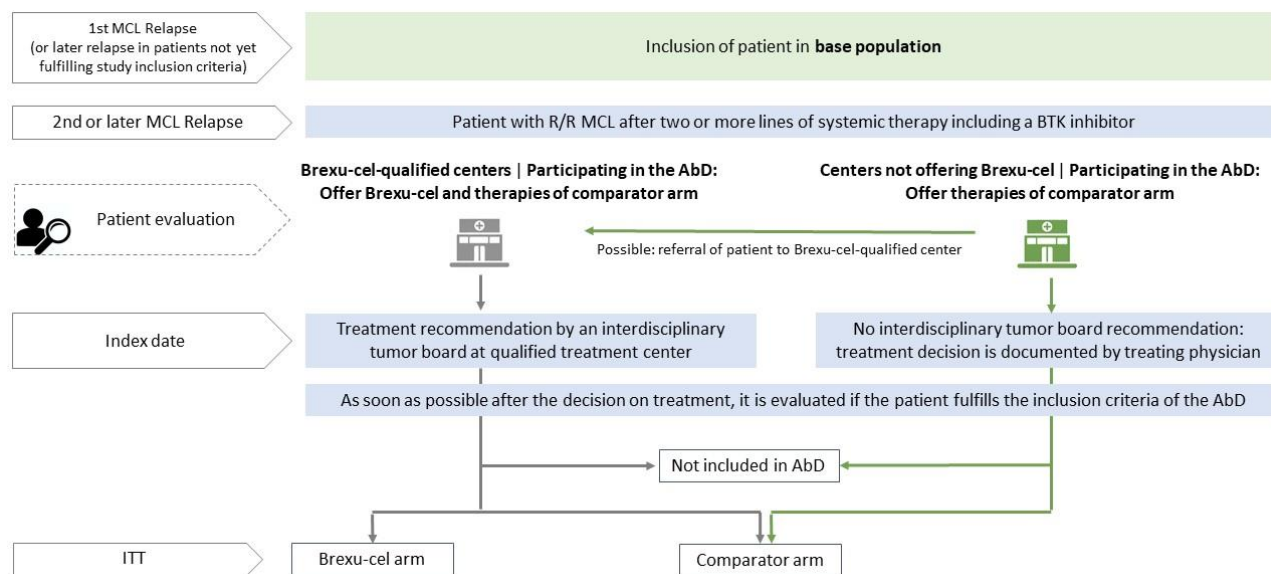 1st MCL Relapse
(or later relapse in patients not yet
fulfilling study inclusion criteria)
Inclusion of patient in base population
2nd or later MCL Relapse
Patient with R/R MCL after two or more lines of systemic therapy including a BTK inhibitor
Brexu-cel-qualified centers | Participating in the AbD:
Offer Brexu-cel and therapies of comparator arm
Centers not offering Brexu-cel | Participating in the AbD:
Offer therapies of comparator arm
Patient evaluation
Possible: referral of patient to Brexu-cel-qualified center
Index date
Treatment recommendation by an interdisciplinary
tumor board at qualified treatment center
No interdisciplinary tumor board recommendation:
treatment decision is documented by treating physician
As soon as possible after the decision on treatment, it is evaluated if the patient fulfills the inclusion criteria of the AbD
Not included in AbD
ITT
Brexu-cel arm
Comparator arm